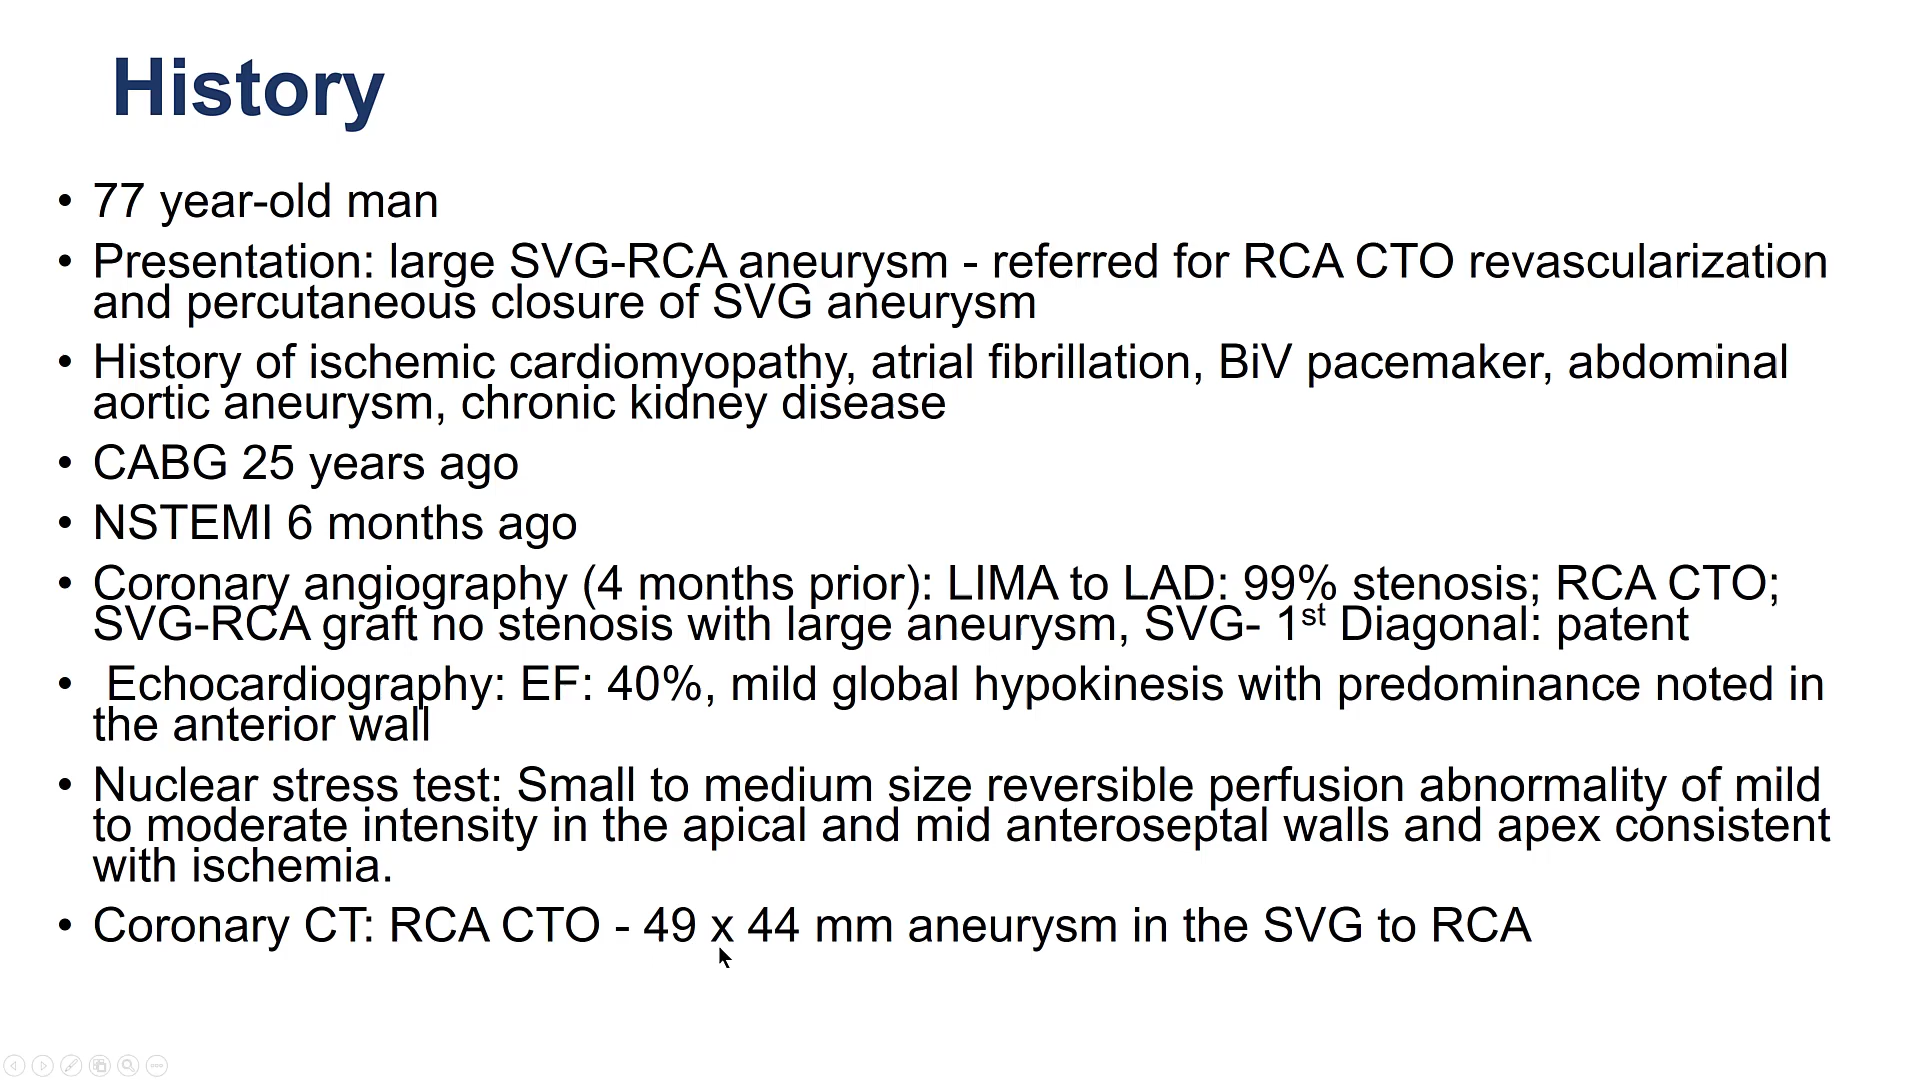 History
• 77 year-old man
• Presentation: large SVG-RCA aneurysm - referred for RCA CTO revascularization
and percutaneous closure of SVG aneurysm
• History of ischemic cardiomyopathy, atrial fibrillation, BiV pacemaker, abdominal
aortic aneurysm, chronic kidney disease
• CABG 25 years ago
• NSTEMI 6 months ago
• Coronary angiography (4 months prior): LIMA to LAD: 99% stenosis; RCA CTO;
SVG-RCA graft no stenosis with large aneurysm, SVG- 1st Diagonal: patent
• Echocardiography: EF: 40%, mild global hypokinesis with predominance noted in
the anterior wall
• Nuclear stress test: Small to medium size reversible perfusion abnormality of mild
to moderate intensity in the apical and mid anteroseptal walls and apex consistent
with ischemia.
• Coronary CT: RCA CTO - 49 x 44 mm aneurysm in the SVG to RCA